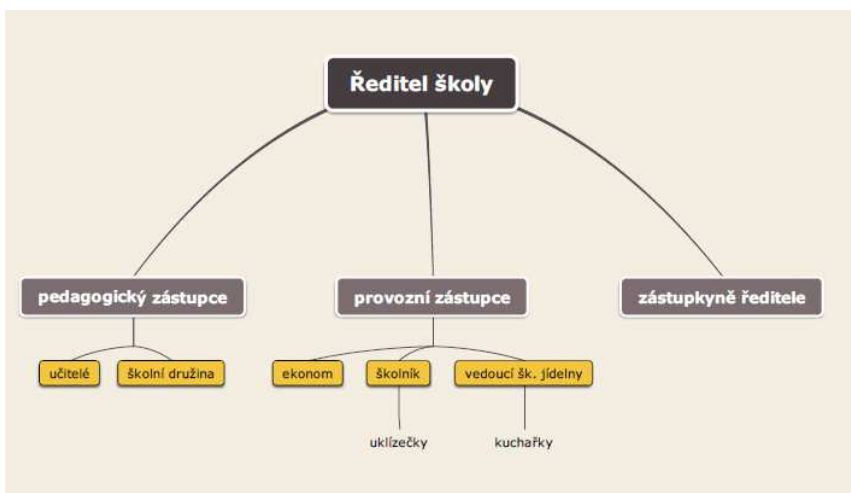 Ředitel školy
pedagogický zástupce
provozní zástupce
zástupkyně ředitele
učitelé
školní družina
ekonom
školník
vedoucí šk. jídelny
uklízečky
kuchařky